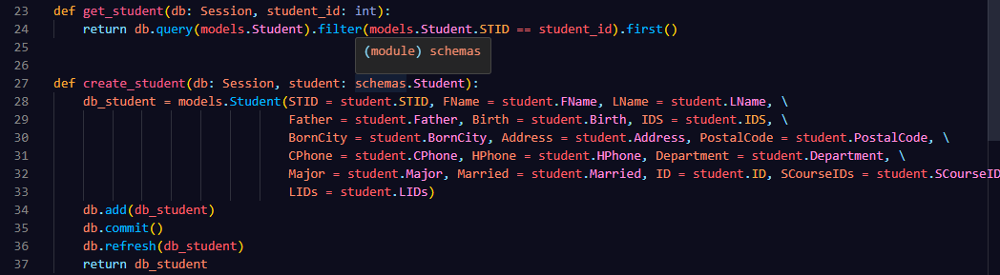 23 def get_student(db: Session, student_id: int):
24 return db.query(models.Student).filter(models.Student.STID == student_id).first()
25
(module) schemas
26
27 def create_student(db: Session, student: schemas.Student):
28 db_student = models.Student(STID = student.STID, FName = student.FName, LName = student.LName, \
29 Father = student.Father, Birth = student.Birth, IDS = student.IDS, \
30 BornCity = student.BornCity, Address = student.Address, PostalCode = student.PostalCode, \
31 CPhone = student.CPhone, HPhone = student.HPhone, Department = student.Department, \
32 Major = student.Major, Married = student.Married, ID = student.ID, SCourseIDs = student.SCourseID
33 LIDs = student.LIDs)
34 db.add(db_student)
35 db.commit()
36 db.refresh(db_student)
37 return db_student